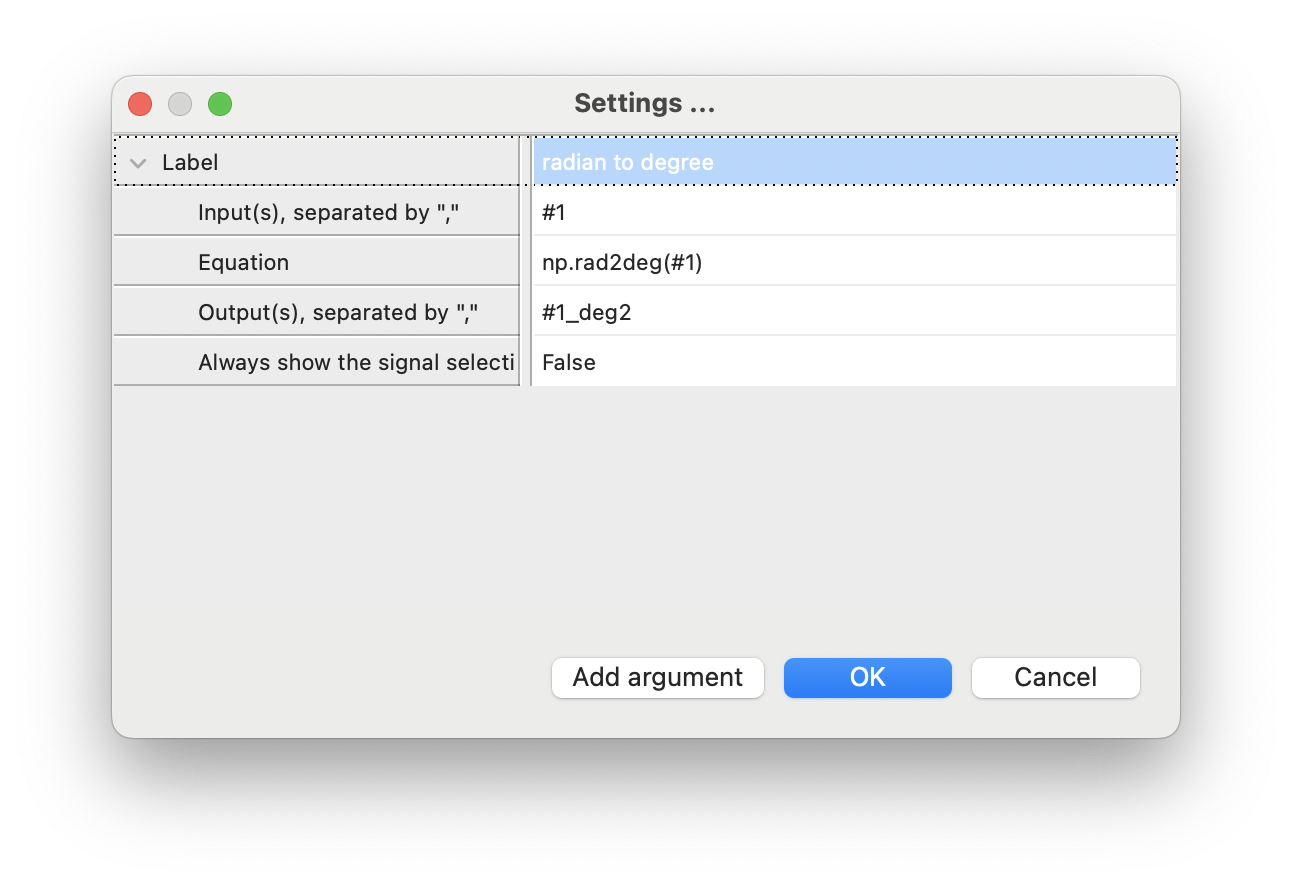 Settings ...
Label radian to degree
Input(s), separated by "," #1
Equation np.rad2deg(#1)
Output(s), separated by "," #1_deg2
Always show the signal selecti False
Add argument OK Cancel